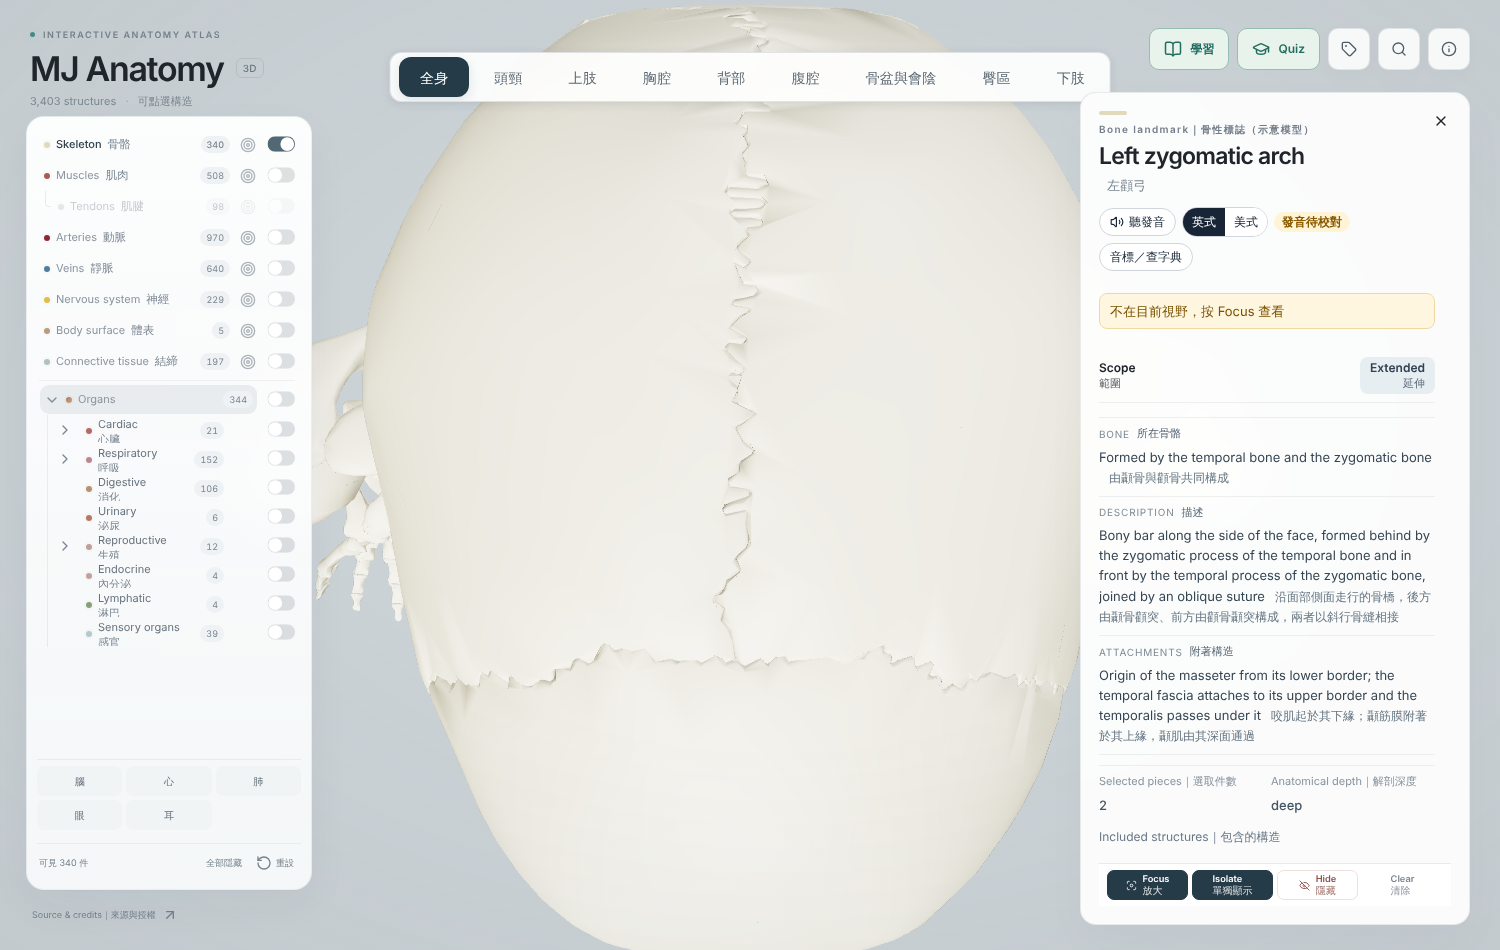 INTERACTIVE ANATOMY ATLAS
MJ Anatomy 3D
3,403 structures · 可點選構造
全身 頭頸 上肢 胸腔 背部 腹腔 骨盆與會陰 臀區 下肢
學習 Quiz
Skeleton 骨骼 340
Muscles 肌肉 508
Tendons 肌腱 98
Arteries 動脈 970
Veins 靜脈 640
Nervous system 神經 229
Body surface 體表 5
Connective tissue 結締 197
Organs 344
Cardiac 21
心臟
Respiratory 152
呼吸
Digestive 106
消化
Urinary 6
泌尿
Reproductive 12
生殖
Endocrine 4
內分泌
Lymphatic 4
淋巴
Sensory organs 39
感官
腦 心 肺
眼 耳
可見 340 件 全部隱藏 重設
Source & credits | 來源與授權
Bone landmark | 骨性標誌（示意模型）
Left zygomatic arch
左顴弓
聽發音 英式 美式 發音待校對
音標／查字典
不在目前視野，按 Focus 查看
Scope Extended
範圍 延伸
BONE 所在骨骼
Formed by the temporal bone and the zygomatic bone
由顳骨與顴骨共同構成
DESCRIPTION 描述
Bony bar along the side of the face, formed behind by
the zygomatic process of the temporal bone and in
front by the temporal process of the zygomatic bone,
joined by an oblique suture 沿面部側面走行的骨橋，後方
由顳骨顴突、前方由顴骨顳突構成，兩者以斜行骨縫相接
ATTACHMENTS 附著構造
Origin of the masseter from its lower border; the
temporal fascia attaches to its upper border and the
temporalis passes under it 咬肌起於其下緣；顳筋膜附著
於其上緣，顳肌由其深面通過
Selected pieces | 選取件數 Anatomical depth | 解剖深度
2 deep
Included structures | 包含的構造
Focus Isolate Hide Clear
放大 單獨顯示 隱藏 清除